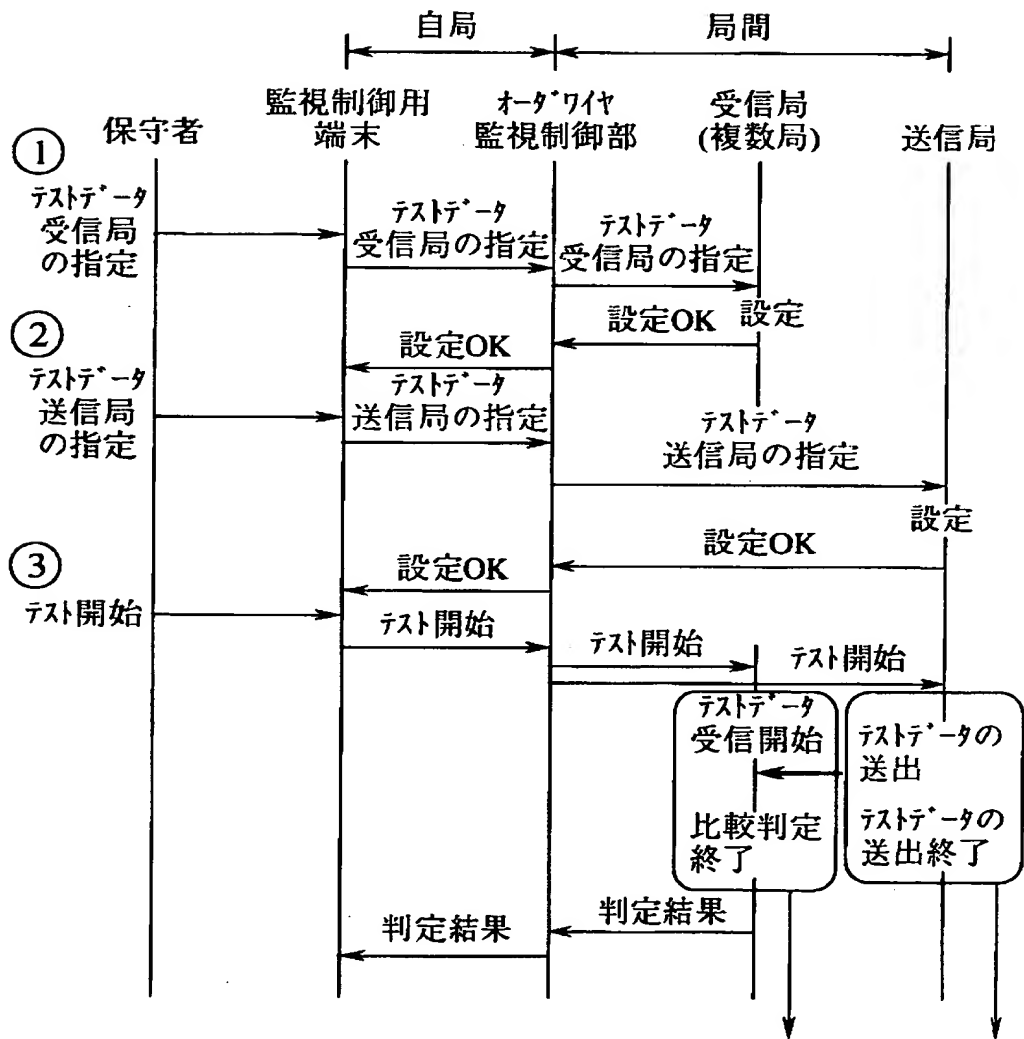 自局
局間
保守者
監視制御用
端末
オーダワイヤ
監視制御部
受信局
(複数局)
送信局
①
テストデータ
受信局
の指定
テストデータ
受信局の指定
テストデータ
受信局の指定
設定
設定OK
設定OK
②
テストデータ
送信局
の指定
テストデータ
送信局の指定
テストデータ
送信局の指定
設定
設定OK
設定OK
③
テスト開始
テスト開始
テスト開始
テスト開始
テストデータ
受信開始
テストデータの
送出
比較判定
終了
テストデータの
送出終了
判定結果
判定結果